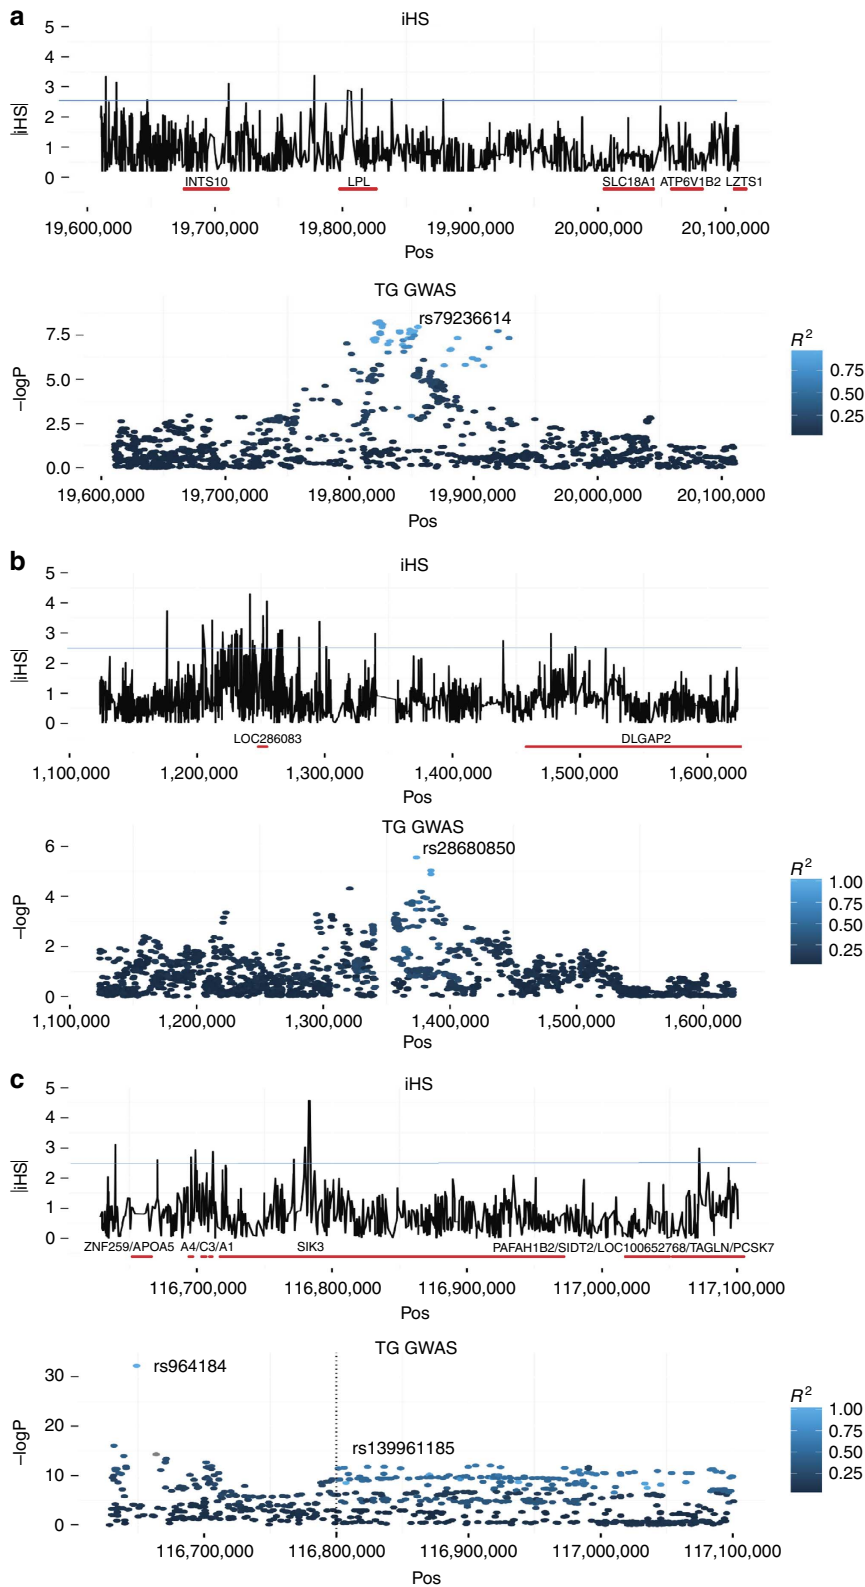 a
iHS
5
4
3
2
1
0
|iHS|
INTS10 LPL SLC18A1 ATP6V1B2 LZTS1
19,600,000 19,700,000 19,800,000 19,900,000 20,000,000 20,100,000
Pos
TG GWAS
rs79236614
7.5
5.0
2.5
0.0
–logP
R²
0.75
0.50
0.25
19,600,000 19,700,000 19,800,000 19,900,000 20,000,000 20,100,000
Pos
b
iHS
5
4
3
2
1
0
|iHS|
LOC286083 DLGAP2
1,100,000 1,200,000 1,300,000 1,400,000 1,500,000 1,600,000
Pos
TG GWAS
rs28680850
6
4
2
0
–logP
R²
1.00
0.75
0.50
0.25
1,100,000 1,200,000 1,300,000 1,400,000 1,500,000 1,600,000
Pos
c
iHS
5
4
3
2
1
0
|iHS|
ZNF259/APOA5 A4/C3/A1 SIK3 PAFAH1B2/SIDT2/LOC100652768/TAGLN/PCSK7
116,700,000 116,800,000 116,900,000 117,000,000 117,100,000
Pos
TG GWAS
rs964184
rs139961185
30
20
10
0
–logP
R²
1.00
0.75
0.50
0.25
116,700,000 116,800,000 116,900,000 117,000,000 117,100,000
Pos